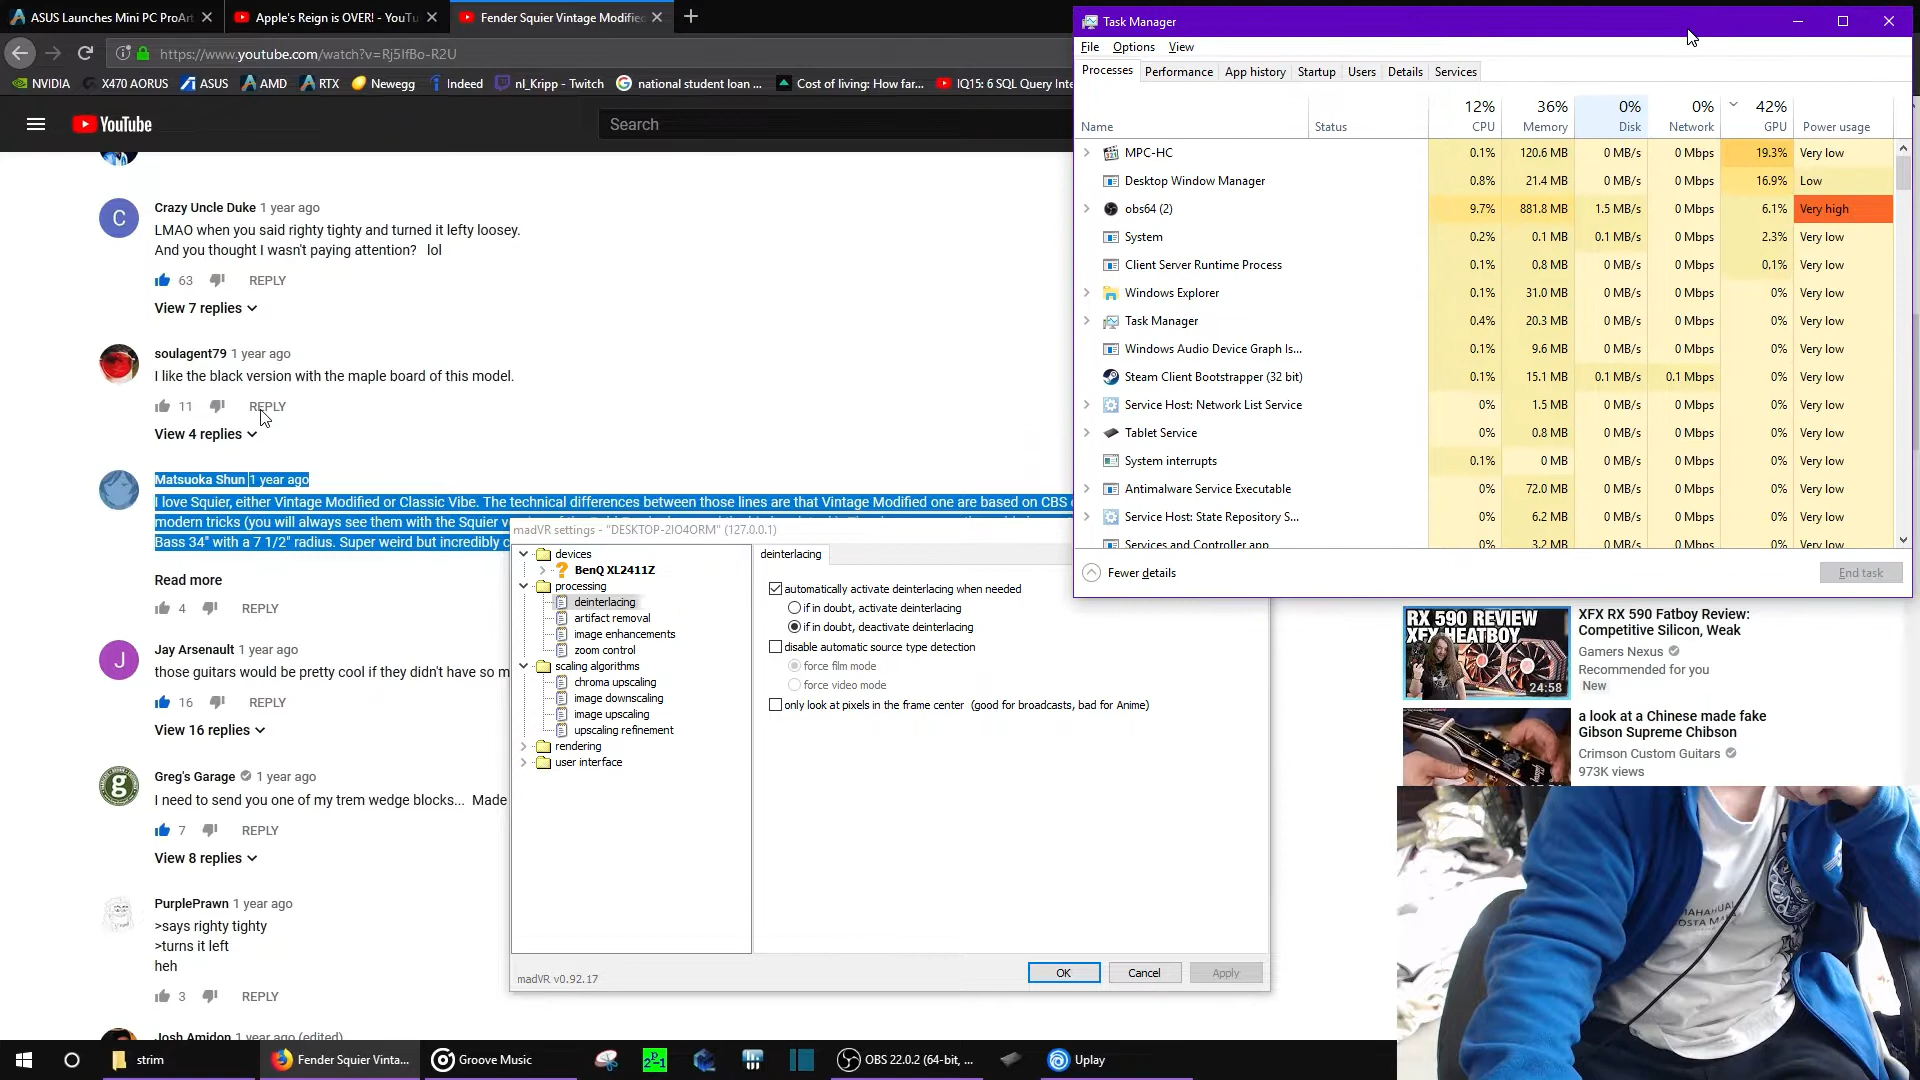 ASUS Launches Mini PC ProArt
Apple's Reign is OVER! - YouTu
Fender Squier Vintage Modified
https://www.youtube.com/watch?v=Rj5IfBo-R2U
NVIDIA
X470 AORUS
ASUS
AMD
RTX
Newegg
Indeed
nl_Kripp - Twitch
national student loan ...
Cost of living: How far...
IQ15: 6 SQL Query Inte
YouTube
Search
Crazy Uncle Duke 1 year ago
LMAO when you said righty tighty and turned it lefty loosey.
And you thought I wasn't paying attention? lol
63 REPLY
View 7 replies
soulagent79 1 year ago
I like the black version with the maple board of this model.
11 REPLY
View 4 replies
Matsuoka Shun 1 year ago
I love Squier, either Vintage Modified or Classic Vibe. The technical differences between those lines are that Vintage Modified one are based on CBS
modern tricks (you will always see them with the Squier
Bass 34" with a 7 1/2" radius. Super weird but incredibly
Read more
4 REPLY
Jay Arsenault 1 year ago
those guitars would be pretty cool if they didn't have so m
16 REPLY
View 16 replies
Greg's Garage 1 year ago
I need to send you one of my trem wedge blocks... Made
7 REPLY
View 8 replies
PurplePrawn 1 year ago
>says righty tighty
>turns it left
heh
3 REPLY
Josh Amidon 1 year ago (edited)
Task Manager
File Options View
Processes Performance App history Startup Users Details Services
12% 36% 0% 0% 42%
Name Status CPU Memory Disk Network GPU Power usage
MPC-HC 0.1% 120.6 MB 0 MB/s 0 Mbps 19.3% Very low
Desktop Window Manager 0.8% 21.4 MB 0 MB/s 0 Mbps 16.9% Low
obs64 (2) 9.7% 881.8 MB 1.5 MB/s 0 Mbps 6.1% Very high
System 0.2% 0.1 MB 0.1 MB/s 0 Mbps 2.3% Very low
Client Server Runtime Process 0.1% 0.8 MB 0 MB/s 0 Mbps 0.1% Very low
Windows Explorer 0.1% 31.0 MB 0 MB/s 0 Mbps 0% Very low
Task Manager 0.4% 20.3 MB 0 MB/s 0 Mbps 0% Very low
Windows Audio Device Graph Is... 0.1% 9.6 MB 0 MB/s 0 Mbps 0% Very low
Steam Client Bootstrapper (32 bit) 0.1% 15.1 MB 0.1 MB/s 0.1 Mbps 0% Very low
Service Host: Network List Service 0% 1.5 MB 0 MB/s 0 Mbps 0% Very low
Tablet Service 0% 0.8 MB 0 MB/s 0 Mbps 0% Very low
System interrupts 0.1% 0 MB 0 MB/s 0 Mbps 0% Very low
Antimalware Service Executable 0% 72.0 MB 0 MB/s 0 Mbps 0% Very low
Service Host: State Repository S... 0% 6.2 MB 0 MB/s 0 Mbps 0% Very low
Services and Controller app 0% 3.2 MB 0 MB/s 0 Mbps 0% Very low
Fewer details
End task
madVR settings - "DESKTOP-2IO4ORM" (127.0.0.1)
devices
BenQ XL2411Z
processing
deinterlacing
artifact removal
image enhancements
zoom control
scaling algorithms
chroma upscaling
image downscaling
image upscaling
upscaling refinement
rendering
user interface
deinterlacing
automatically activate deinterlacing when needed
if in doubt, activate deinterlacing
if in doubt, deactivate deinterlacing
disable automatic source type detection
force film mode
force video mode
only look at pixels in the frame center (good for broadcasts, bad for Anime)
madVR v0.92.17
OK
Cancel
Apply
RX 590 REVIEW
XFX HEATBOY
24:58
XFX RX 590 Fatboy Review:
Competitive Silicon, Weak
Gamers Nexus
Recommended for you
New
a look at a Chinese made fake
Gibson Supreme Chibson
Crimson Custom Guitars
973K views
strim
Fender Squier Vinta...
Groove Music
OBS 22.0.2 (64-bit, ...
Uplay